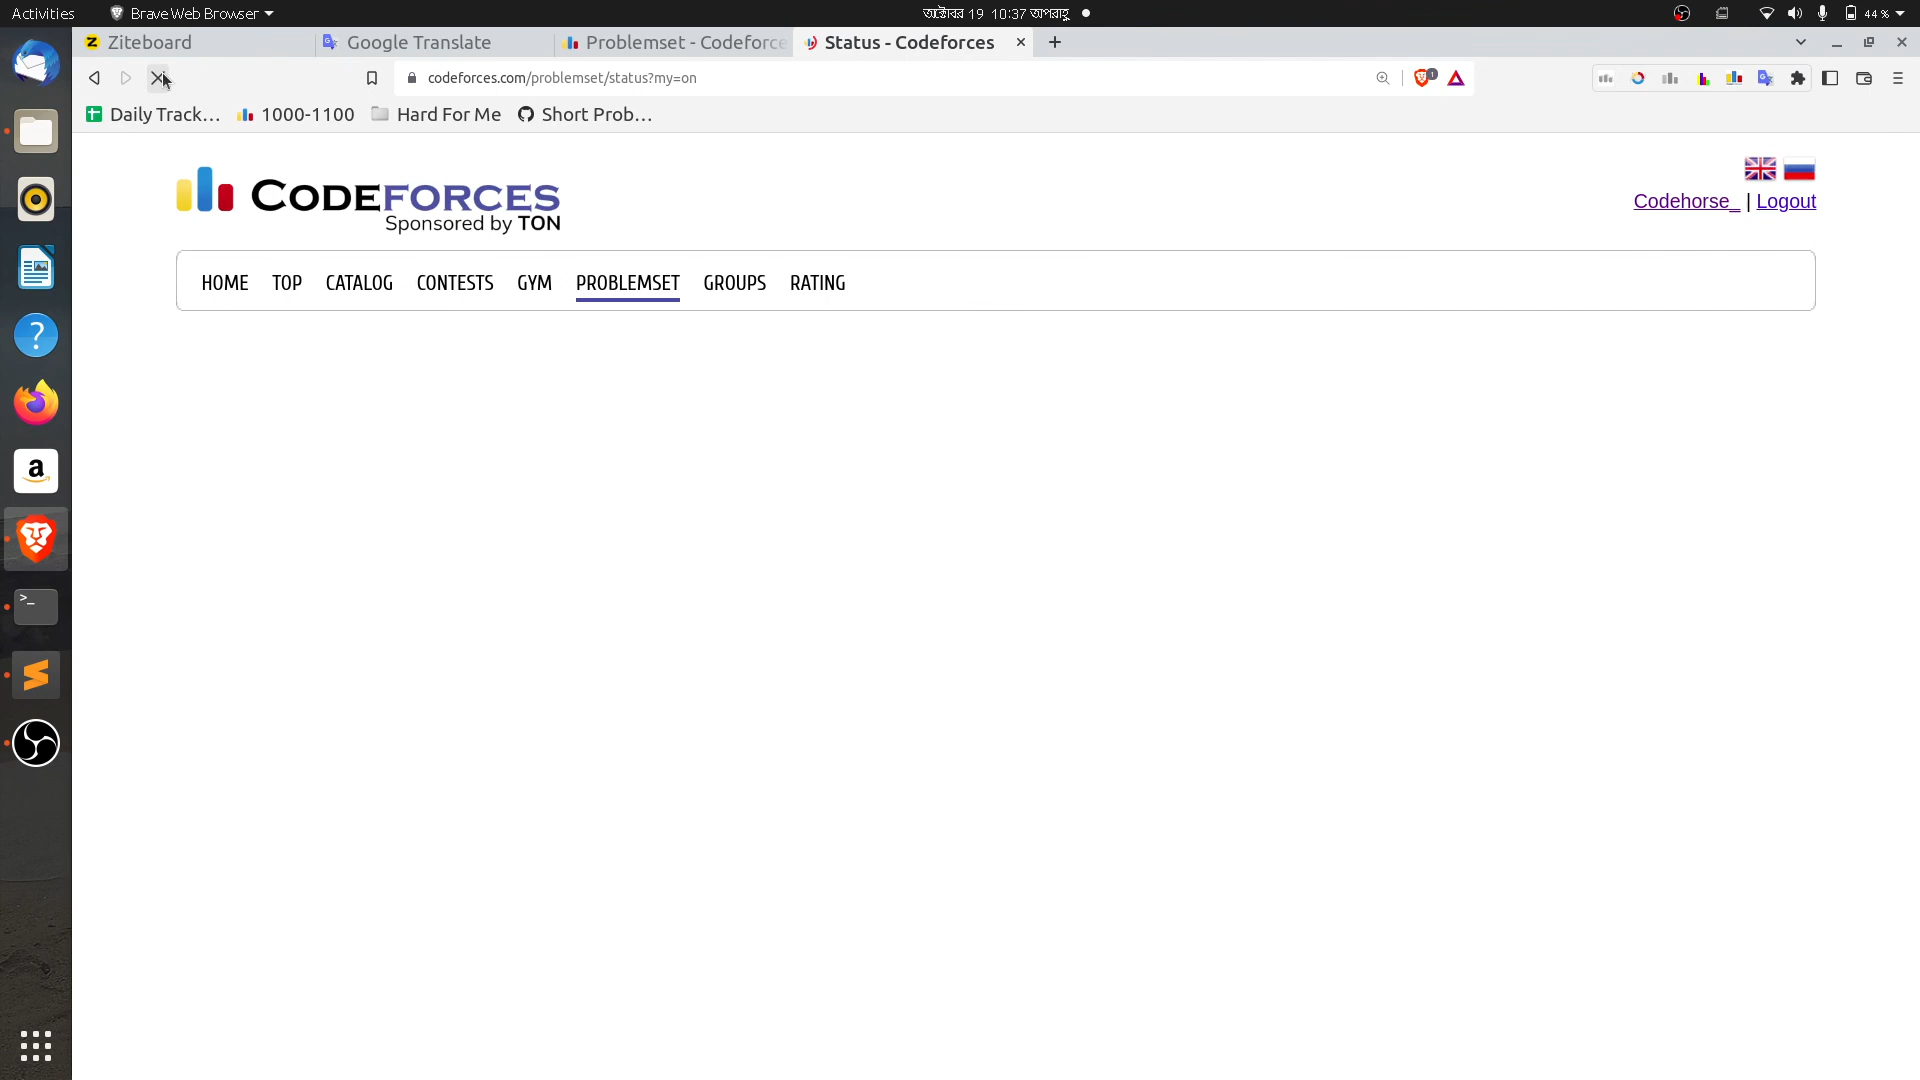 Activities Brave Web Browser অক্টোবর 19 10:37 অপরাহ্ণ 44 %
Ziteboard Google Translate Problemset - Codeforce Status - Codeforces
codeforces.com/problemset/status?my=on 1
Daily Track... 1000-1100 Hard For Me Short Prob...
CODEFORCES
Sponsored by TON
Codehorse_ | Logout
HOME TOP CATALOG CONTESTS GYM PROBLEMSET GROUPS RATING